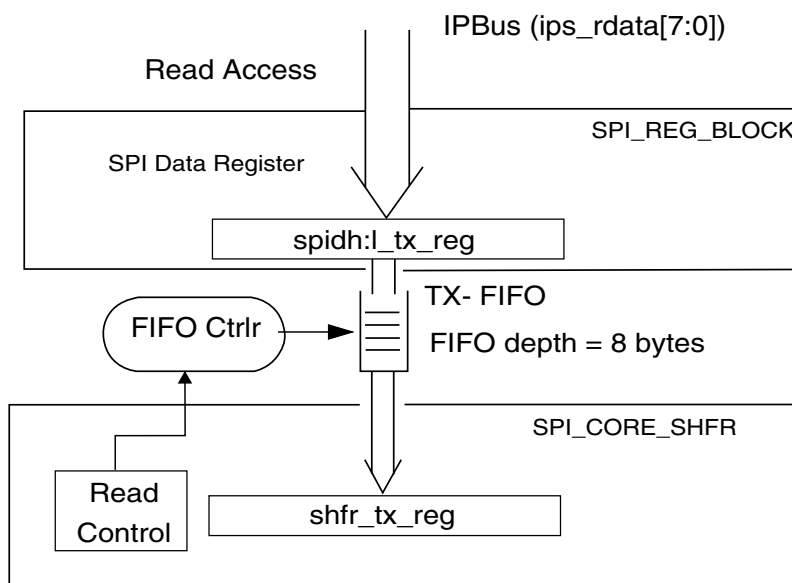 IPBus (ips_rdata[7:0])
Read Access
SPI_REG_BLOCK
SPI Data Register
spidh:l_tx_reg
TX- FIFO
FIFO Ctrlr
FIFO depth = 8 bytes
SPI_CORE_SHFR
Read
Control
shfr_tx_reg